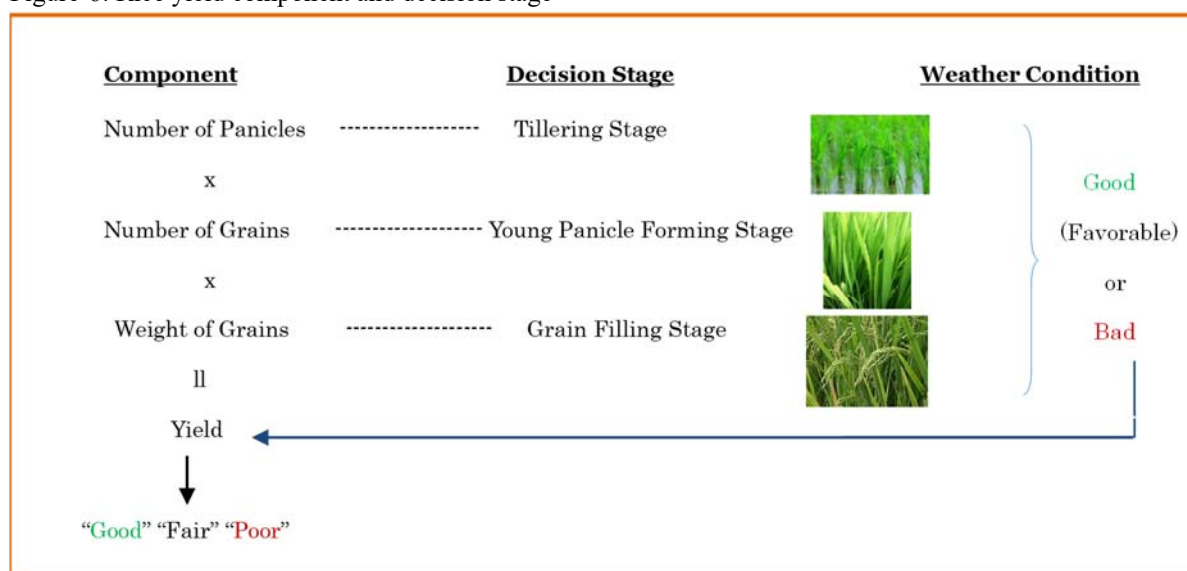 Component Decision Stage Weather Condition
Number of Panicles ------------------ Tillering Stage
x
Good
Number of Grains ------------------ Young Panicle Forming Stage
(Favorable)
x
or
Weight of Grains ------------------ Grain Filling Stage
Bad
ll
Yield
“Good” “Fair” “Poor”